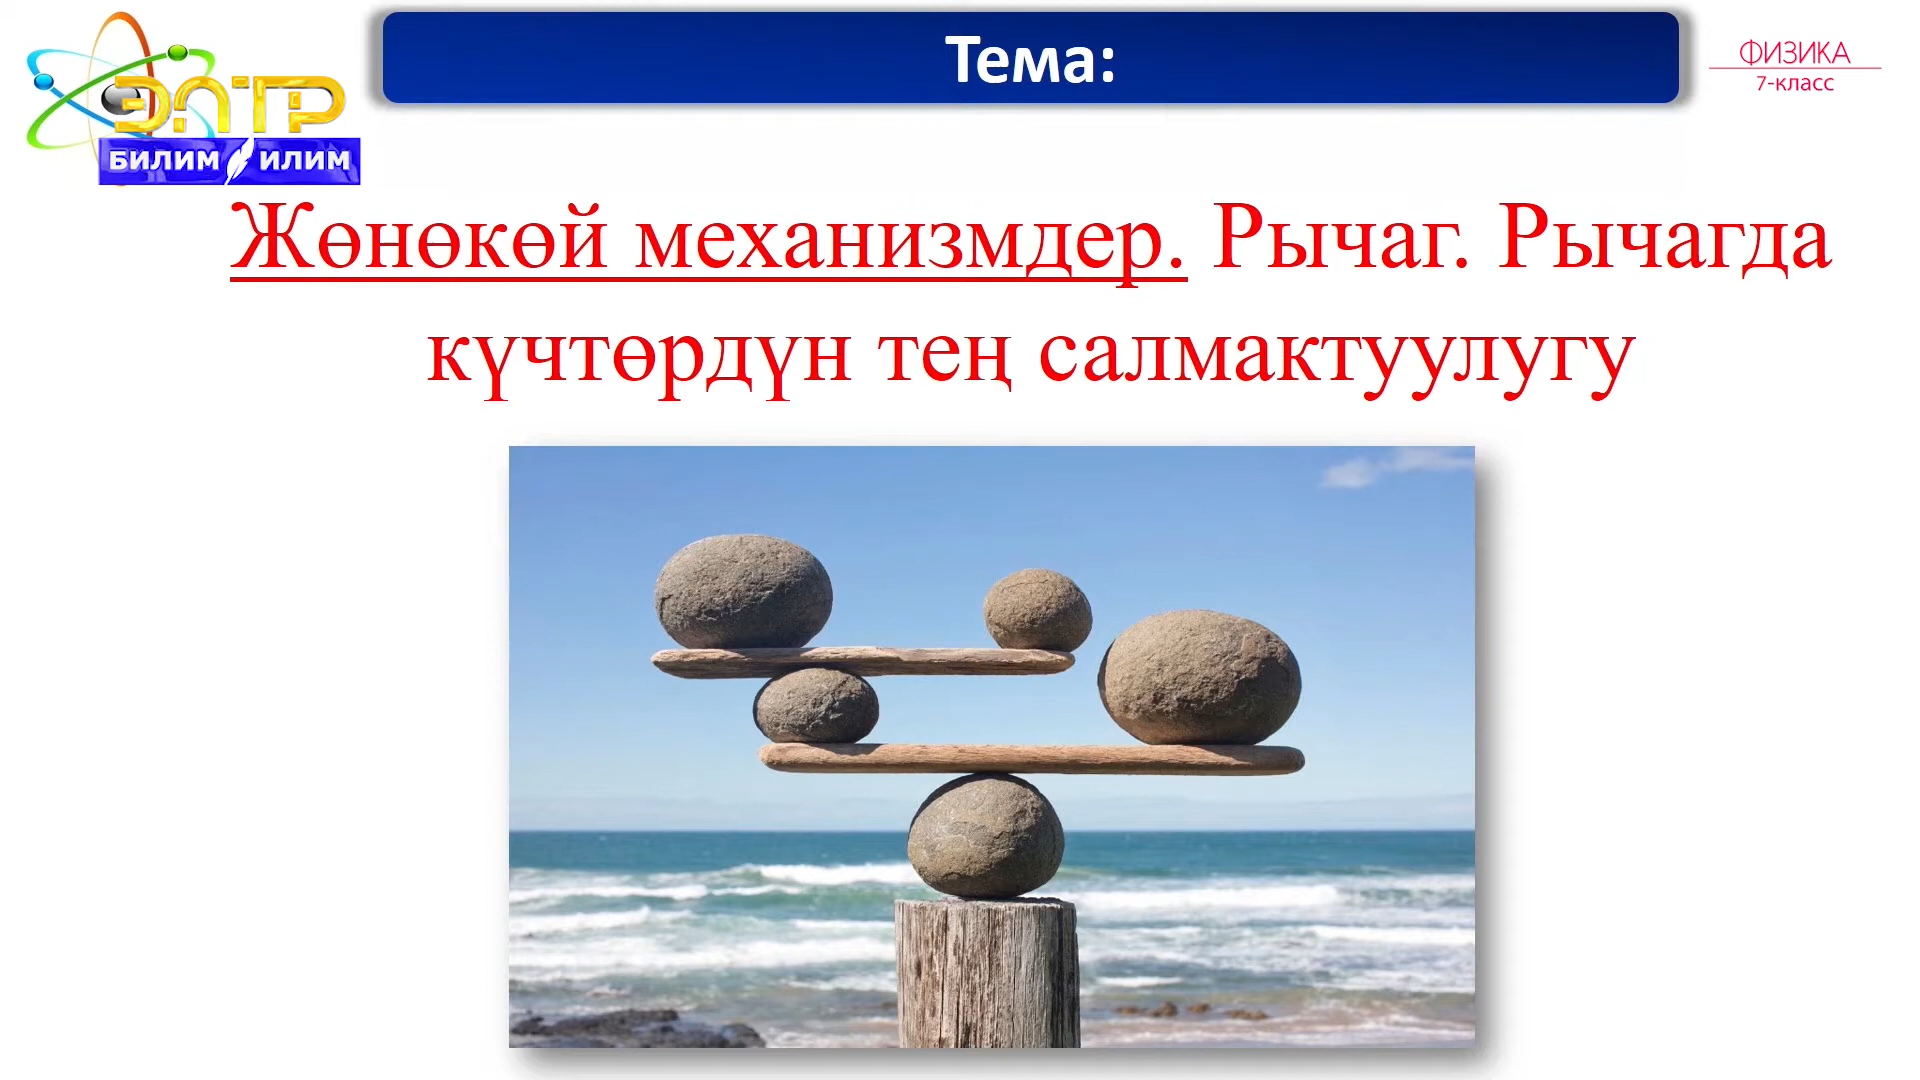 Тема:
ФИЗИКА
7-класс
ЭЛТР
БИЛИМ ИЛИМ
Жөнөкөй механизмдер. Рычаг. Рычагда
күчтөрдүн тең салмактуулугу